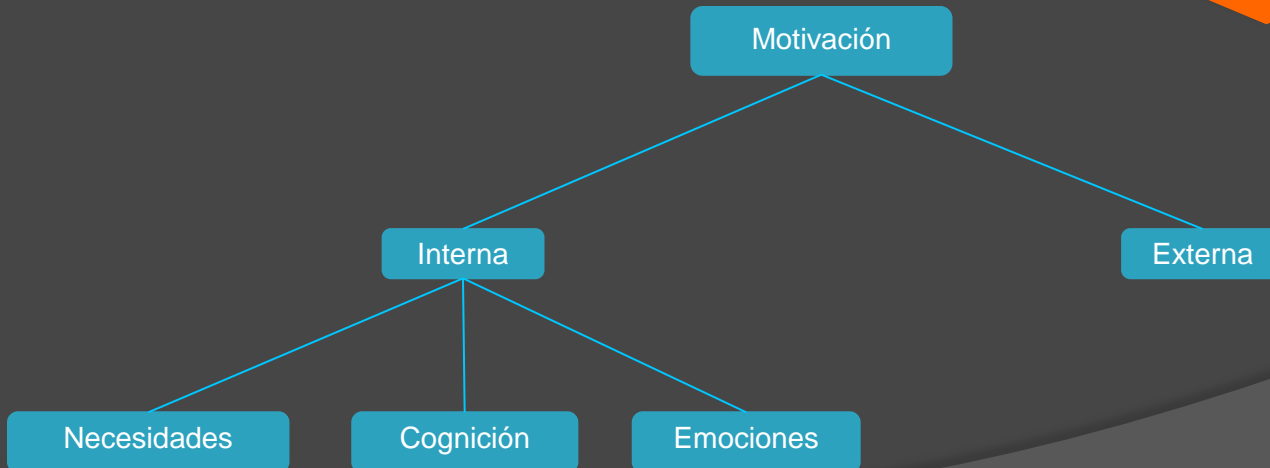 Motivación
Interna
Externa
Necesidades
Cognición
Emociones